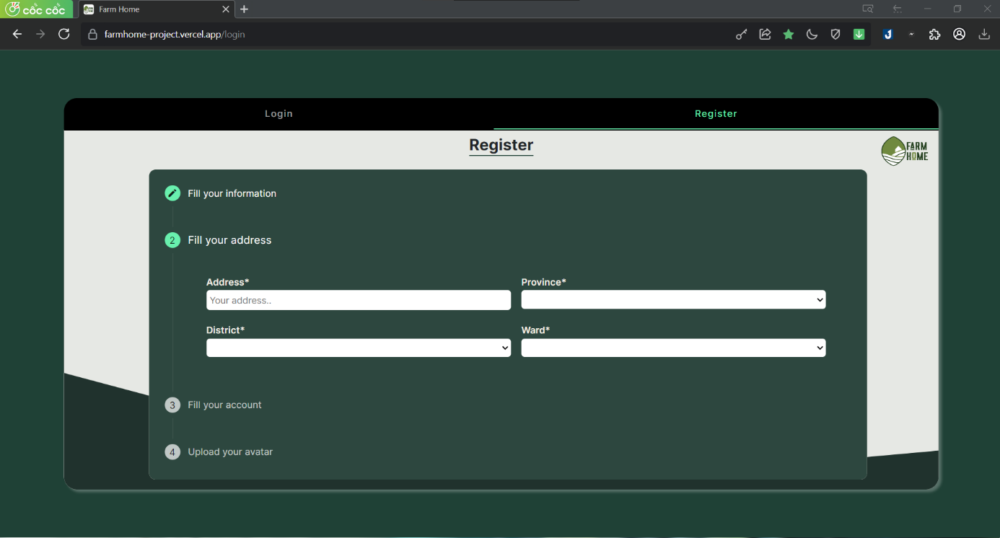 cốc cốc
Farm Home
farmhome-project.vercel.app/login
Login
Register
Register
FARM
HOME
Fill your information
2
Fill your address
Address*
Province*
Your address..
District*
Ward*
3
Fill your account
4
Upload your avatar